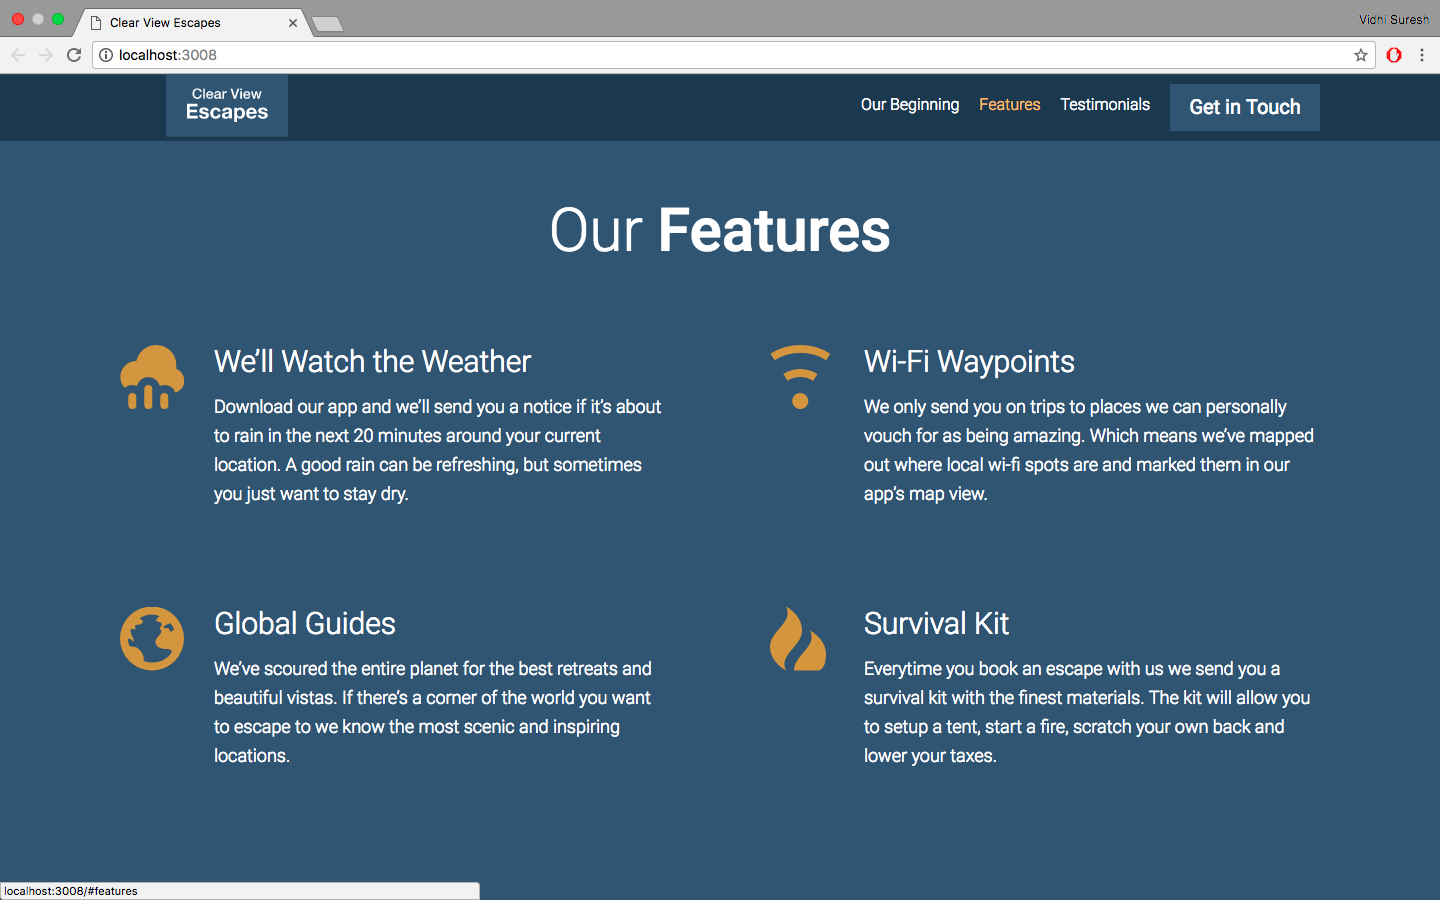 Clear View Escapes
Vidhi Suresh
localhost:3008
Clear View
Escapes
Our Beginning
Features
Testimonials
Get in Touch
Our Features
We’ll Watch the Weather
Download our app and we’ll send you a notice if it’s about
to rain in the next 20 minutes around your current
location. A good rain can be refreshing, but sometimes
you just want to stay dry.
Wi-Fi Waypoints
We only send you on trips to places we can personally
vouch for as being amazing. Which means we’ve mapped
out where local wi-fi spots are and marked them in our
app’s map view.
Global Guides
We’ve scoured the entire planet for the best retreats and
beautiful vistas. If there’s a corner of the world you want
to escape to we know the most scenic and inspiring
locations.
Survival Kit
Everytime you book an escape with us we send you a
survival kit with the finest materials. The kit will allow you
to setup a tent, start a fire, scratch your own back and
lower your taxes.
localhost:3008/#features